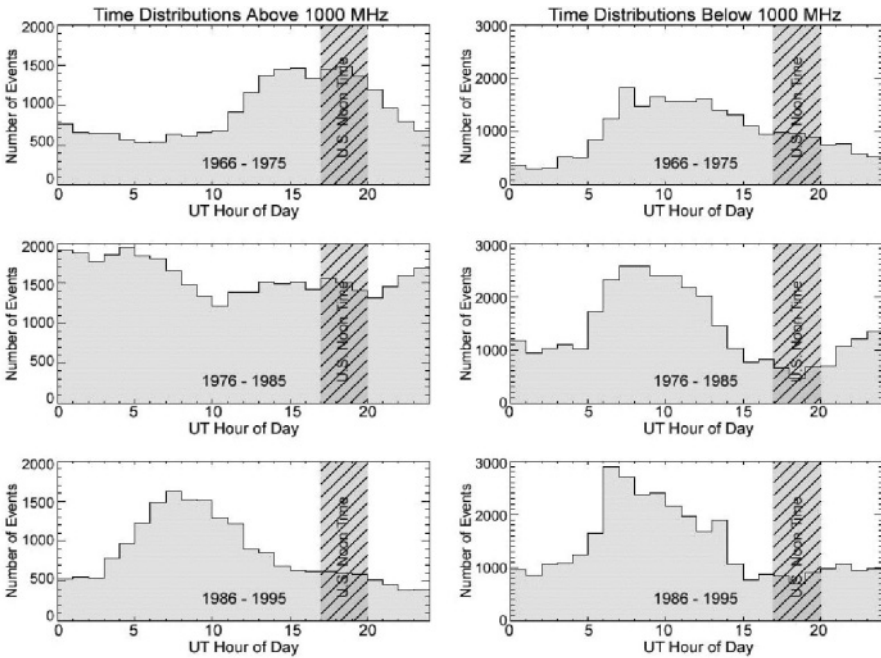 Time Distributions Above 1000 MHz
2000
1500
1000
500
0
Number of Events
U.S. Noon Time
1966 - 1975
0 5 10 15 20
UT Hour of Day
Time Distributions Below 1000 MHz
3000
2000
1000
0
Number of Events
U.S. Noon Time
1966 - 1975
0 5 10 15 20
UT Hour of Day
2000
1500
1000
500
0
Number of Events
U.S. Noon Time
1976 - 1985
0 5 10 15 20
UT Hour of Day
3000
2000
1000
0
Number of Events
U.S. Noon Time
1976 - 1985
0 5 10 15 20
UT Hour of Day
2000
1500
1000
500
0
Number of Events
U.S. Noon Time
1986 - 1995
0 5 10 15 20
UT Hour of Day
3000
2000
1000
0
Number of Events
U.S. Noon Time
1986 - 1995
0 5 10 15 20
UT Hour of Day